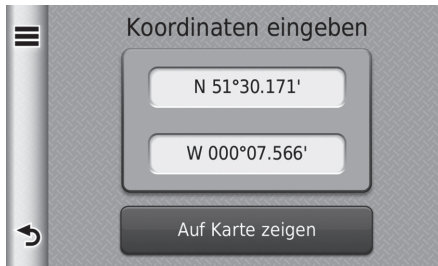 Koordinaten eingeben
N 51°30.171'
W 000°07.566'
Auf Karte zeigen